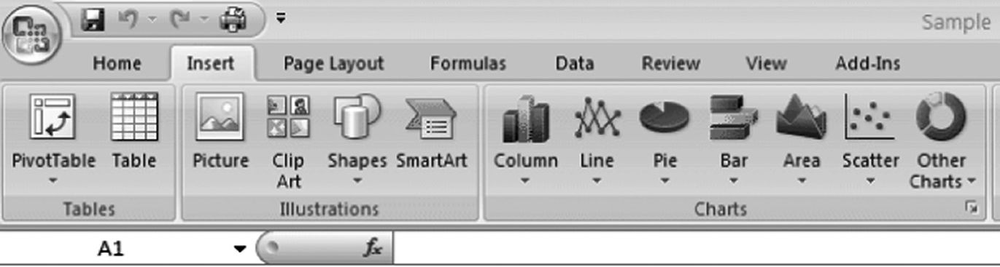 Sample
Home Insert Page Layout Formulas Data Review View Add-Ins
PivotTable Table Picture Clip Art Shapes SmartArt Column Line Pie Bar Area Scatter Other Charts
Tables Illustrations Charts
A1 fx